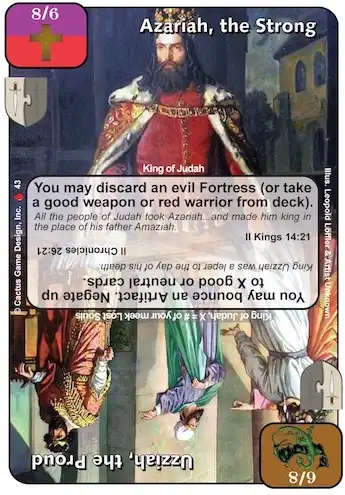 8/6
Azariah, the Strong
King of Judah
You may discard an evil Fortress (or take
a good weapon or red warrior from deck).
All the people of Judah took Azariah...and made him king in
the place of his father Amaziah.
II Kings 14:21
© Cactus Game Design, Inc. 43
Illus. Leopold Löffler & Artist Unknown
Uzziah, the Proud
8/9
King of Judah, X = # of your meek Lost Souls
You may bounce an Artifact. Negate up
to X good or neutral cards.
King Uzziah was a leper to the day of his death...
II Chronicles 26:21